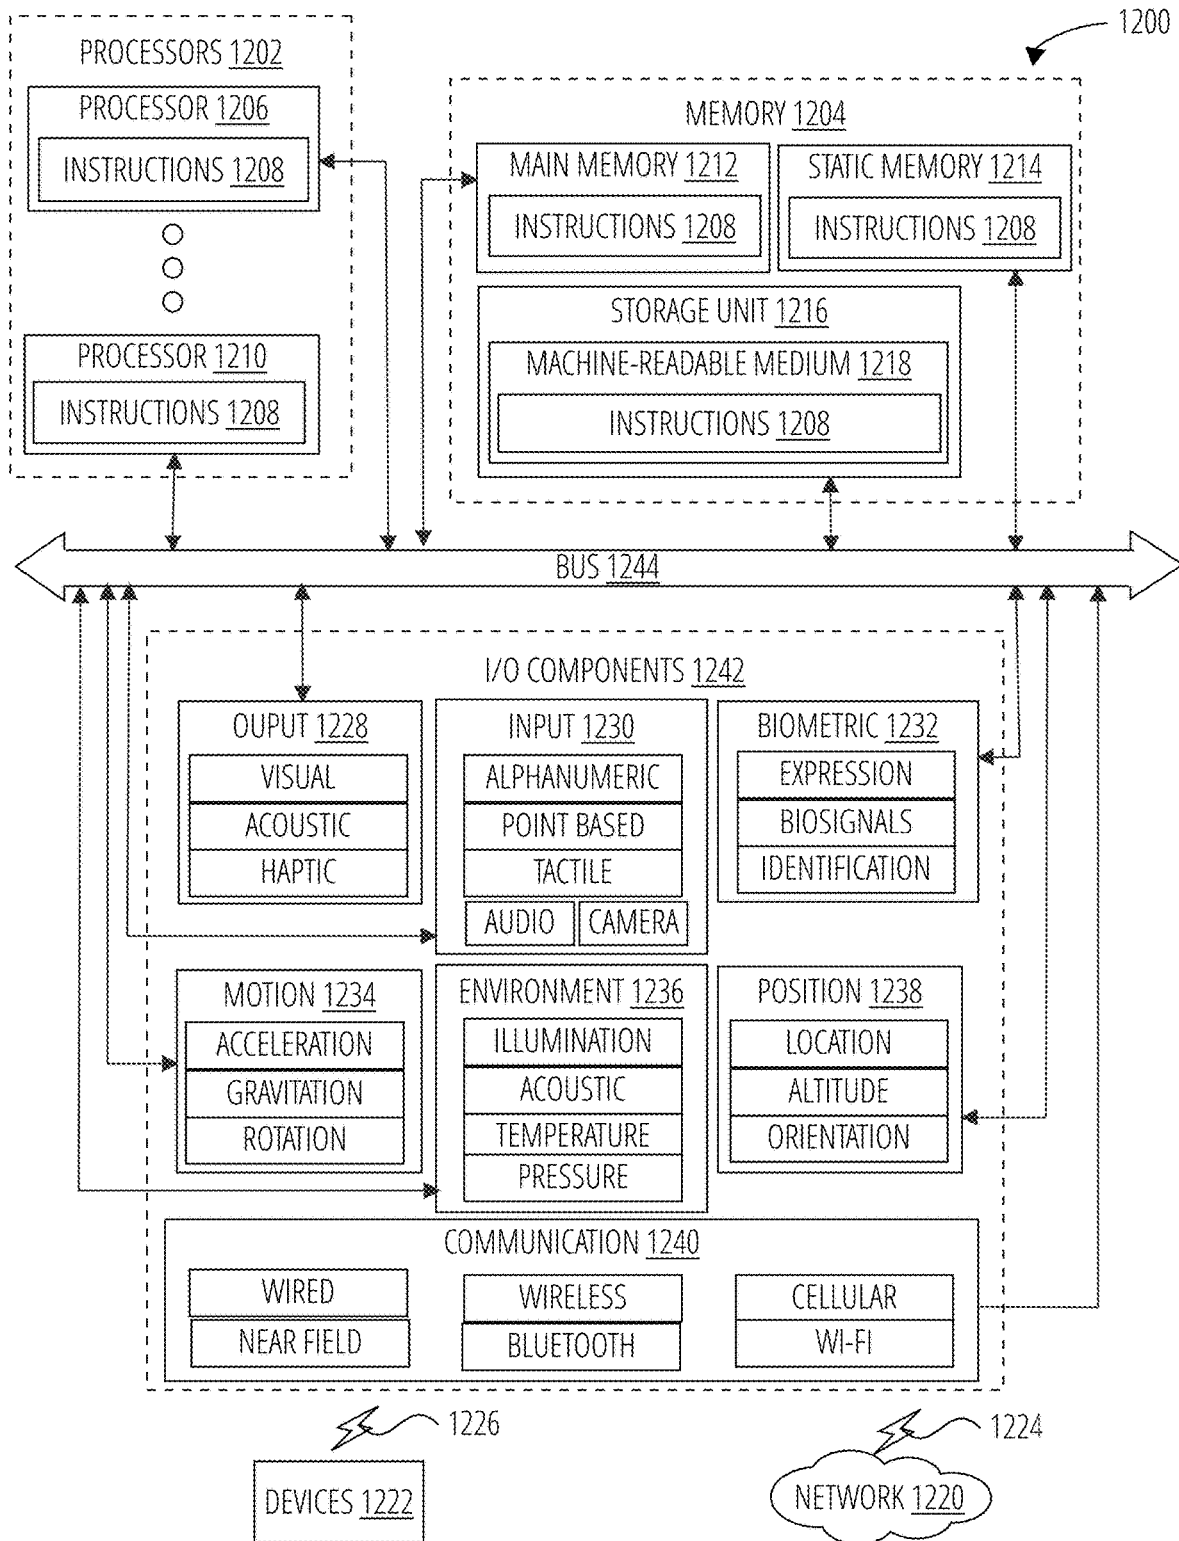 1200
PROCESSORS 1202
PROCESSOR 1206
INSTRUCTIONS 1208
PROCESSOR 1210
INSTRUCTIONS 1208
MEMORY 1204
MAIN MEMORY 1212
INSTRUCTIONS 1208
STATIC MEMORY 1214
INSTRUCTIONS 1208
STORAGE UNIT 1216
MACHINE-READABLE MEDIUM 1218
INSTRUCTIONS 1208
BUS 1244
I/O COMPONENTS 1242
OUPUT 1228
VISUAL
ACOUSTIC
HAPTIC
INPUT 1230
ALPHANUMERIC
POINT BASED
TACTILE
AUDIO
CAMERA
BIOMETRIC 1232
EXPRESSION
BIOSIGNALS
IDENTIFICATION
MOTION 1234
ACCELERATION
GRAVITATION
ROTATION
ENVIRONMENT 1236
ILLUMINATION
ACOUSTIC
TEMPERATURE
PRESSURE
POSITION 1238
LOCATION
ALTITUDE
ORIENTATION
COMMUNICATION 1240
WIRED
NEAR FIELD
WIRELESS
BLUETOOTH
CELLULAR
WI-FI
1226
1224
DEVICES 1222
NETWORK 1220